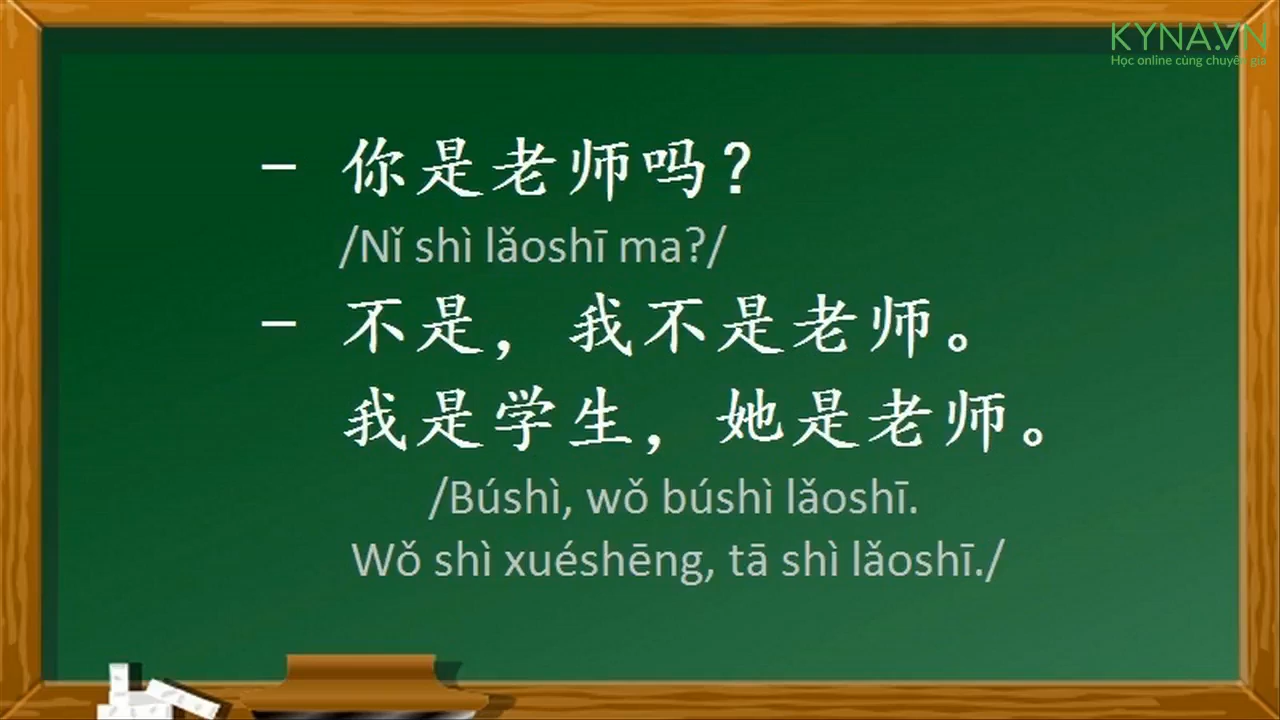 KYNA.VN
Học online cùng chuyên gia
– 你是老师吗？
/Nǐ shì lǎoshī ma?/
– 不是，我不是老师。
我是学生，她是老师。
/Búshì, wǒ búshì lǎoshī.
Wǒ shì xuéshēng, tā shì lǎoshī./